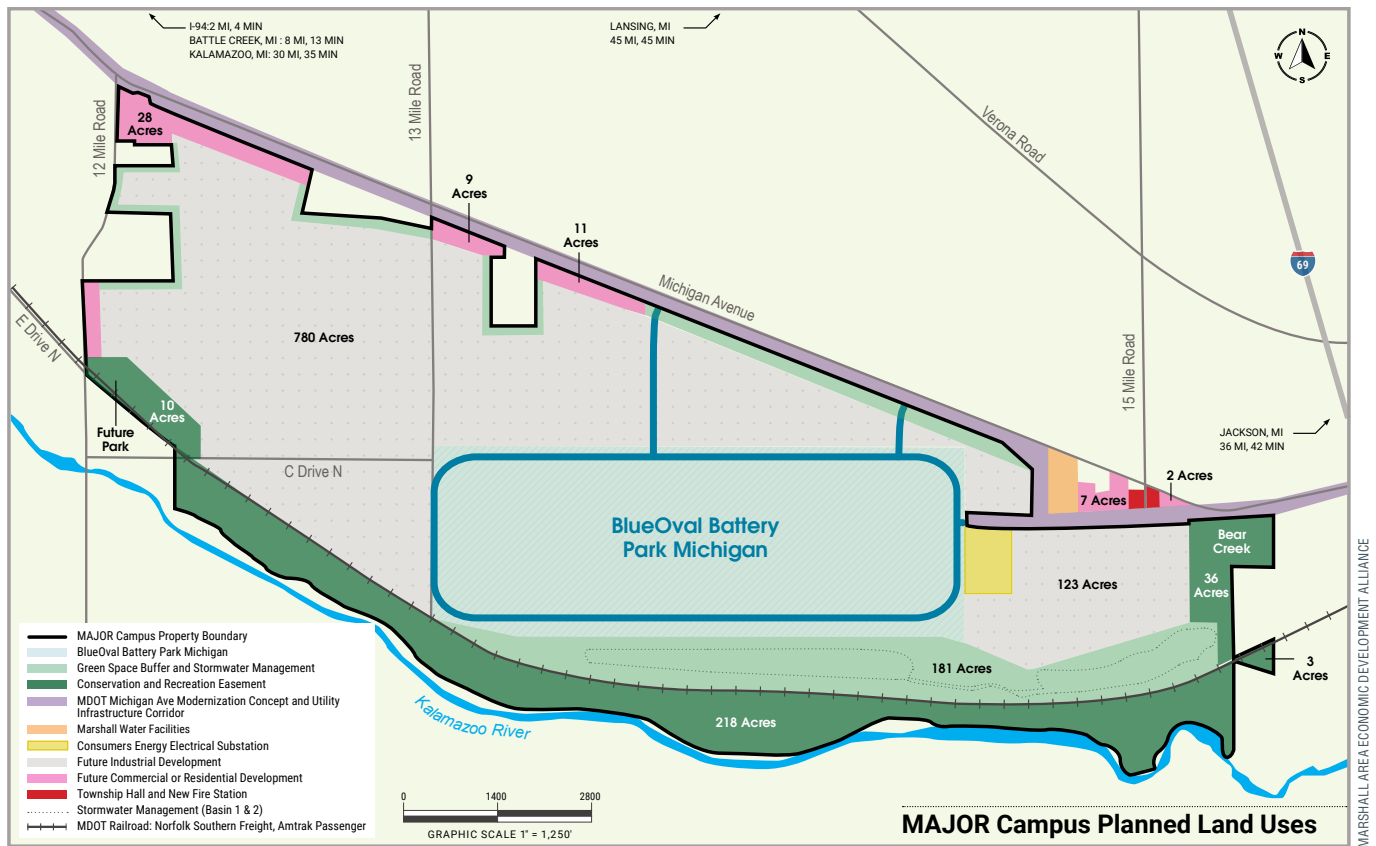 I-94:2 MI, 4 MIN
BATTLE CREEK, MI : 8 MI, 13 MIN
KALAMAZOO, MI: 30 MI, 35 MIN
LANSING, MI
45 MI, 45 MIN
N
W E
S
12 Mile Road
13 Mile Road
Verona Road
28
Acres
9
Acres
11
Acres
69
Michigan Avenue
E Drive N
780 Acres
15 Mile Road
10
Acres
Future
Park
C Drive N
JACKSON, MI
36 MI, 42 MIN
2 Acres
7 Acres
BlueOval Battery
Park Michigan
Bear
Creek
36
Acres
123 Acres
181 Acres
3
Acres
218 Acres
Kalamazoo River
MAJOR Campus Property Boundary
BlueOval Battery Park Michigan
Green Space Buffer and Stormwater Management
Conservation and Recreation Easement
MDOT Michigan Ave Modernization Concept and Utility
Infrastructure Corridor
Marshall Water Facilities
Consumers Energy Electrical Substation
Future Industrial Development
Future Commercial or Residential Development
Township Hall and New Fire Station
Stormwater Management (Basin 1 & 2)
MDOT Railroad: Norfolk Southern Freight, Amtrak Passenger
0 1400 2800
GRAPHIC SCALE 1" = 1,250'
MAJOR Campus Planned Land Uses
MARSHALL AREA ECONOMIC DEVELOPMENT ALLIANCE